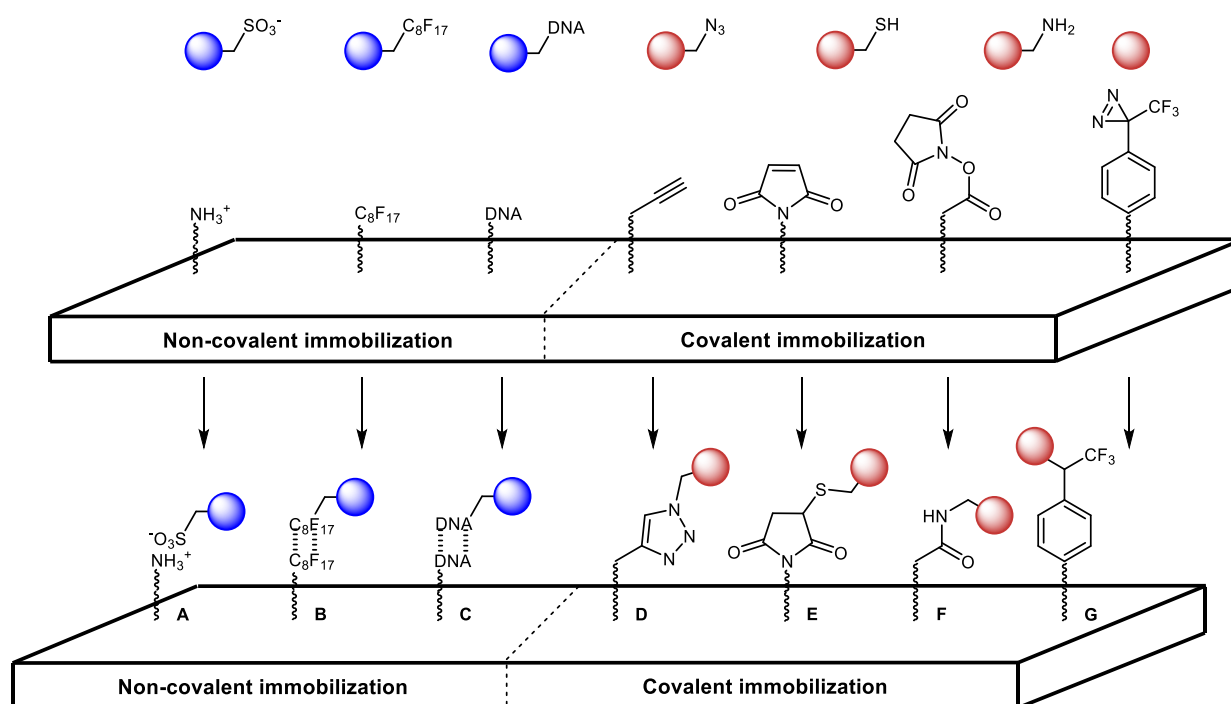 SO3-
C8F17
DNA
N3
SH
NH2
NH3+
C8F17
DNA
O
N
O
O
N
O
O
O
N
N
CF3
Non-covalent immobilization
Covalent immobilization
-O3S
NH3+
C8F17
C8F17
DNA
DNA
N
N
N
S
O
N
O
HN
O
CF3
A
B
C
D
E
F
G
Non-covalent immobilization
Covalent immobilization